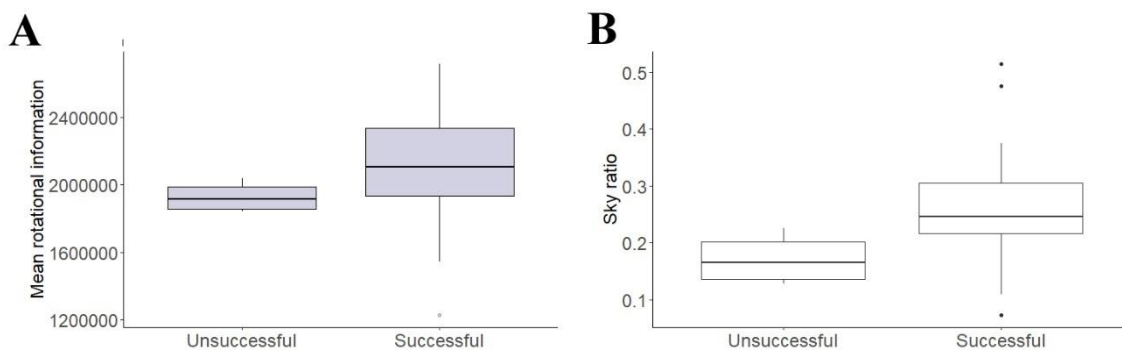 A
Mean rotational information
2400000
2000000
1600000
1200000
Unsuccessful
Successful
B
Sky ratio
0.5
0.4
0.3
0.2
0.1
Unsuccessful
Successful